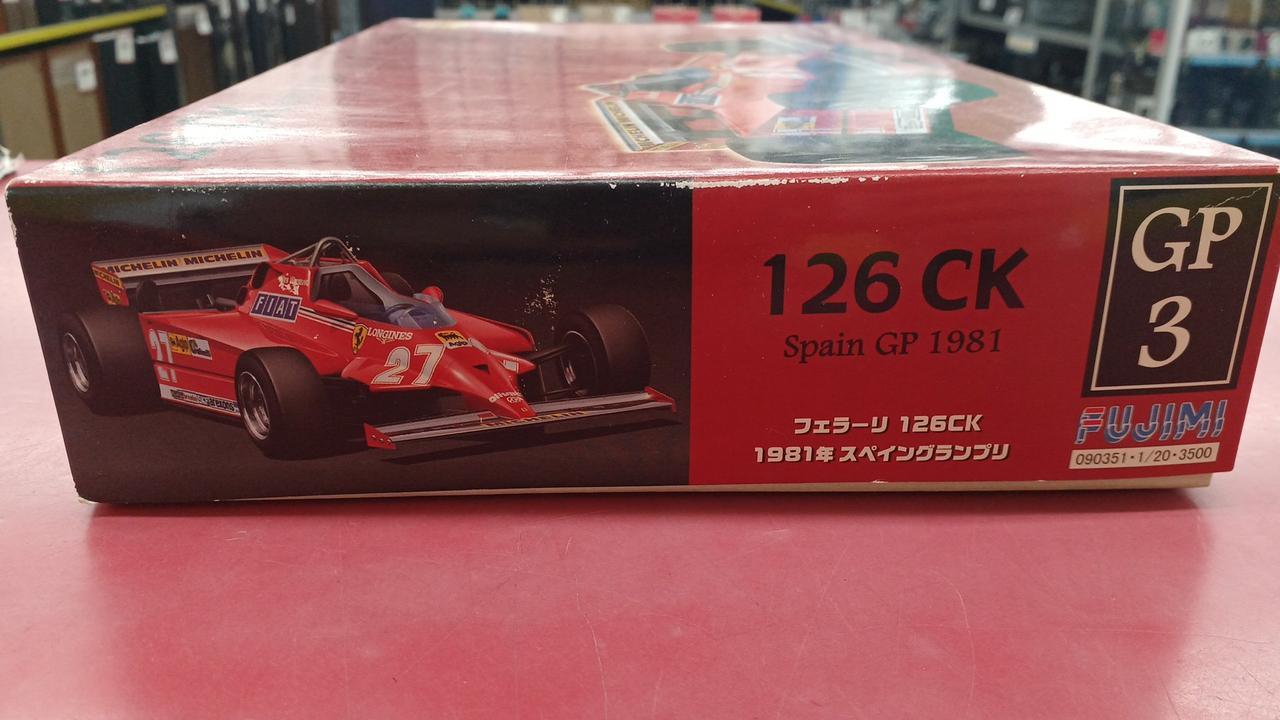 MICHELIN MICHELIN
FIAT
LONGINES
27
27
126 CK
Spain GP 1981
フェラーリ 126CK
1981年 スペイングランプリ
GP
3
FUJIMI
090351・1/20・3500